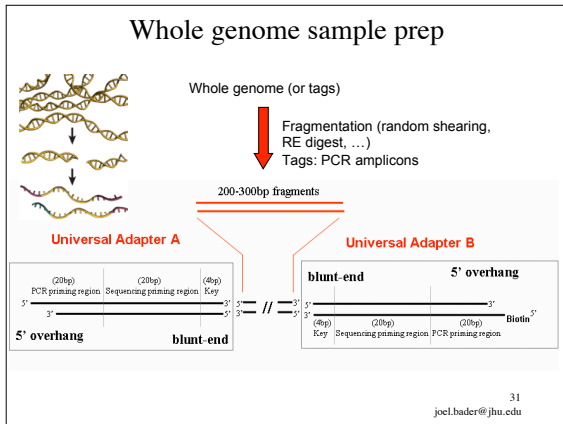 Whole genome sample prep
Whole genome (or tags)
Fragmentation (random shearing,
RE digest, …)
Tags: PCR amplicons
200-300bp fragments
Universal Adapter A
Universal Adapter B
(20bp) (20bp) (4bp)
PCR priming region Sequencing priming region Key
5' 3'
3' 5'
5' overhang
blunt-end
5' 3'
3' // 5'
blunt-end
5' overhang
5' 3'
3' Biotin 5'
(4bp) (20bp) (20bp)
Key Sequencing priming region PCR priming region
31
joel.bader@jhu.edu